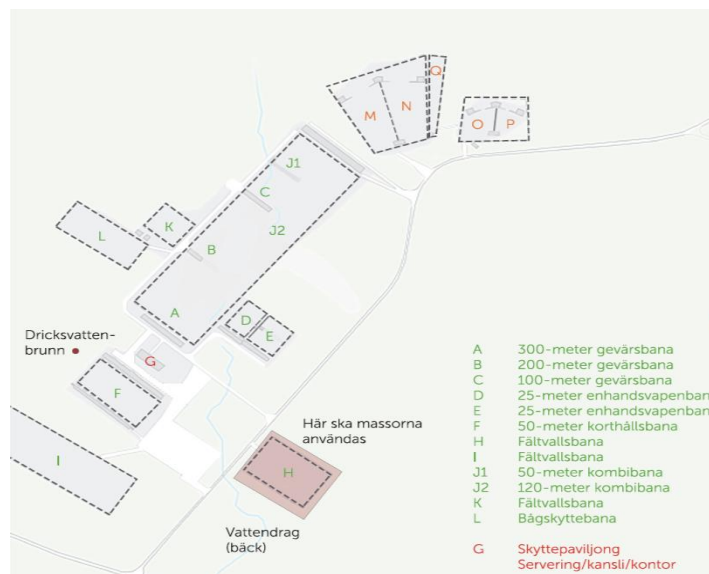 Q
M
N
O
P
J1
C
K
L
J2
B
A
D
E
Dricksvatten-
brunn
G
F
Här ska massorna
användas
I
H
Vattendrag
(bäck)
A 300-meter gevärsbana
B 200-meter gevärsbana
C 100-meter gevärsbana
D 25-meter enhandsvapenban
E 25-meter enhandsvapenban
F 50-meter korthållsbana
H Fältvallsbana
I Fältvallsbana
J1 50-meter kombibana
J2 120-meter kombibana
K Fältvallsbana
L Bågskyttebana
G Skyttepaviljong
Servering/kansli/kontor